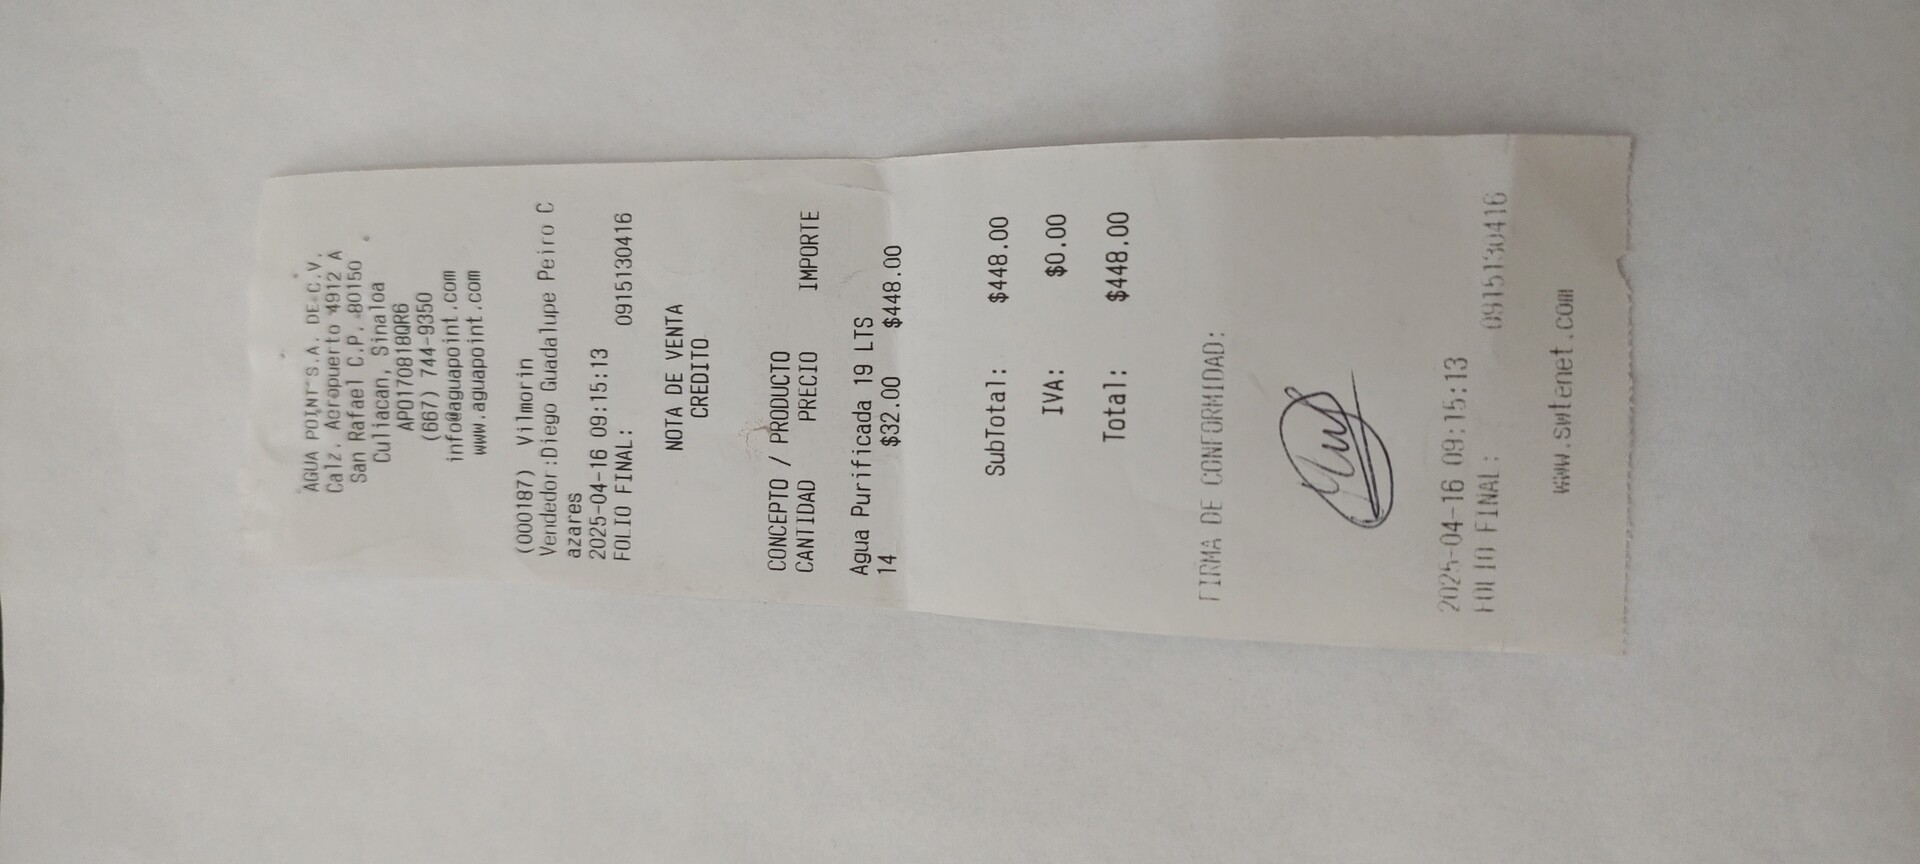 AGUA POINT S.A. DE C.V.
Calz. Aeropuerto 4912 A
San Rafael C.P. 80150
Culiacan, Sinaloa
APO170818QR6
(667) 744-9350
info@aguapoint.com
www.aguapoint.com
(000187) Vilmorin
Vendedor:Diego Guadalupe Peiro C
azares
2025-04-16 09:15:13
FOLIO FINAL: 0915130416
NOTA DE VENTA
CREDITO
CONCEPTO / PRODUCTO
CANTIDAD PRECIO IMPORTE
Agua Purificada 19 LTS
14 $32.00 $448.00
SubTotal: $448.00
IVA: $0.00
Total: $448.00
FIRMA DE CONFORMIDAD:
2025-04-16 09:15:13
FOLIO FINAL: 0915130416
www.swtenet.com